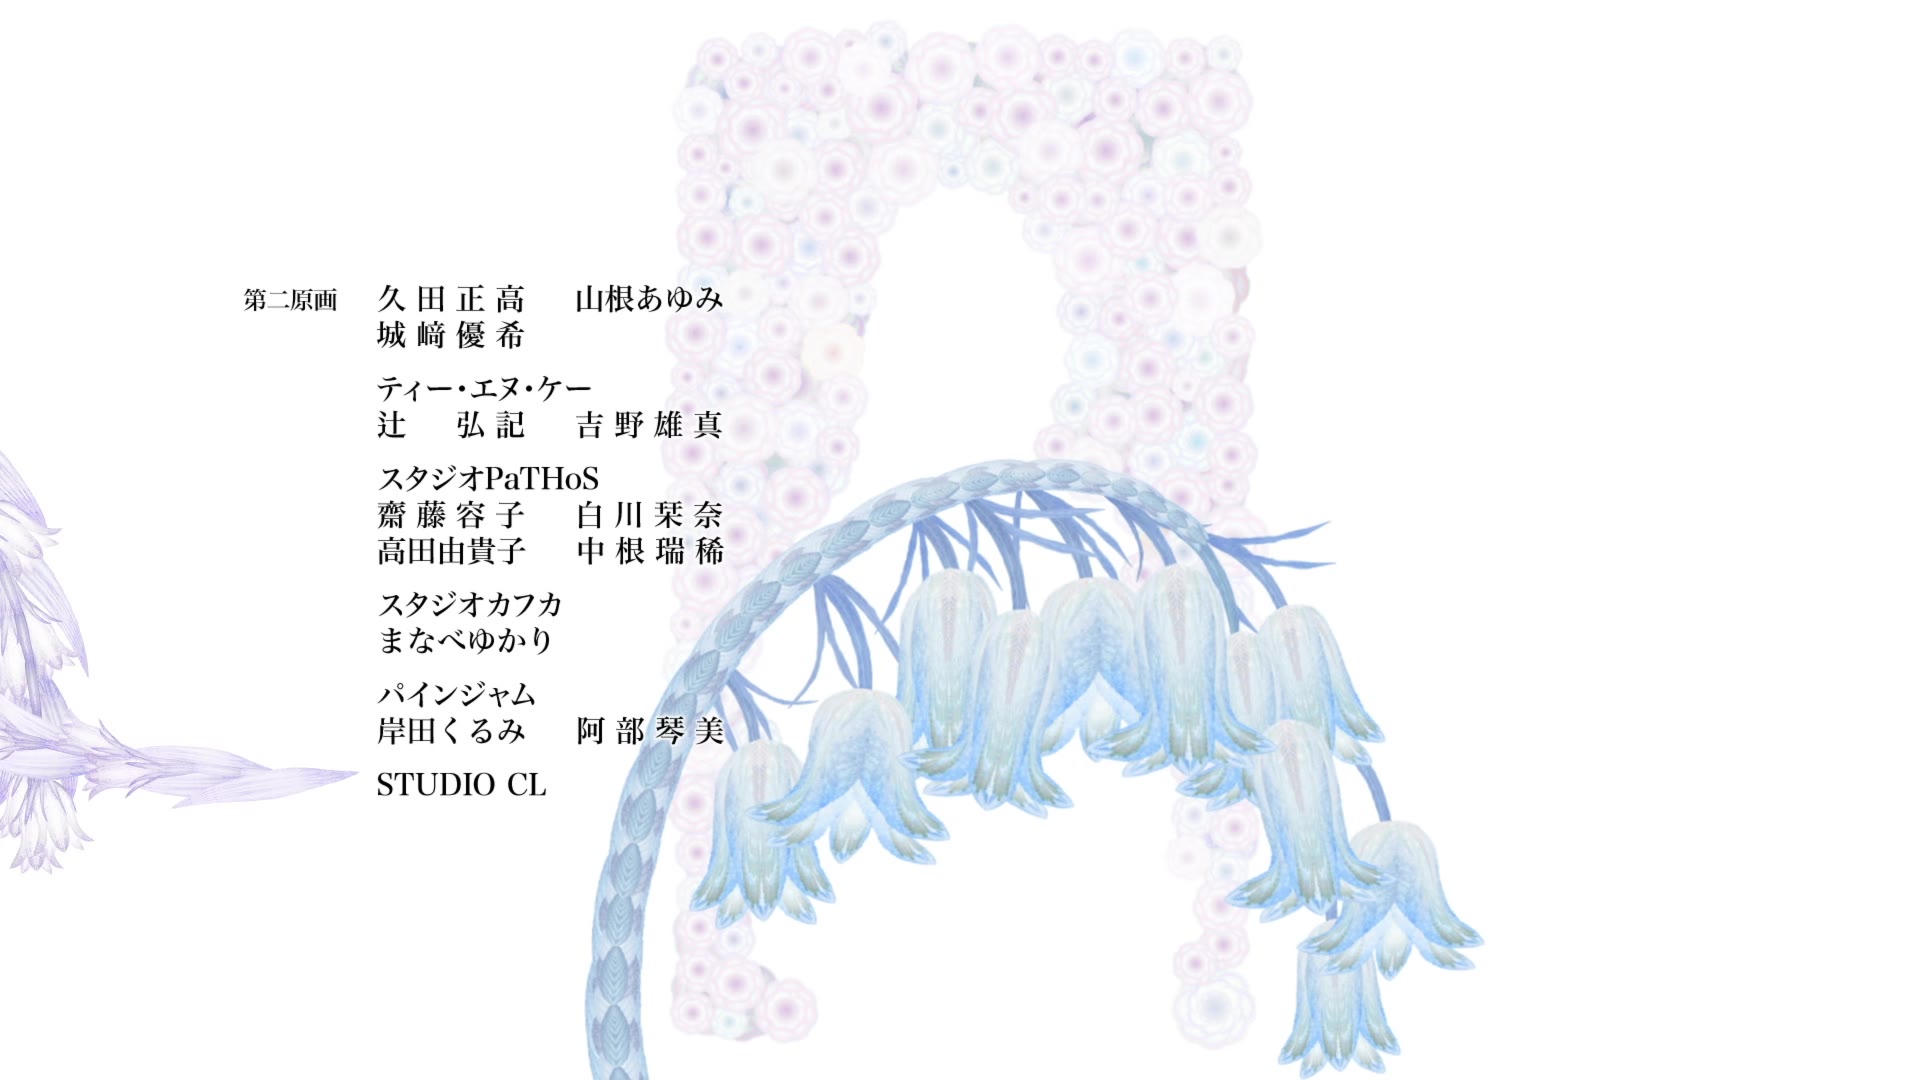 第二原画 久田正高 山根あゆみ
城﨑優希
ティー・エヌ・ケー
辻 弘記 吉野雄真
スタジオPaTHoS
齋藤容子 白川栞奈
高田由貴子 中根瑞稀
スタジオカフカ
まなべゆかり
パインジャム
岸田くるみ 阿部琴美
STUDIO CL